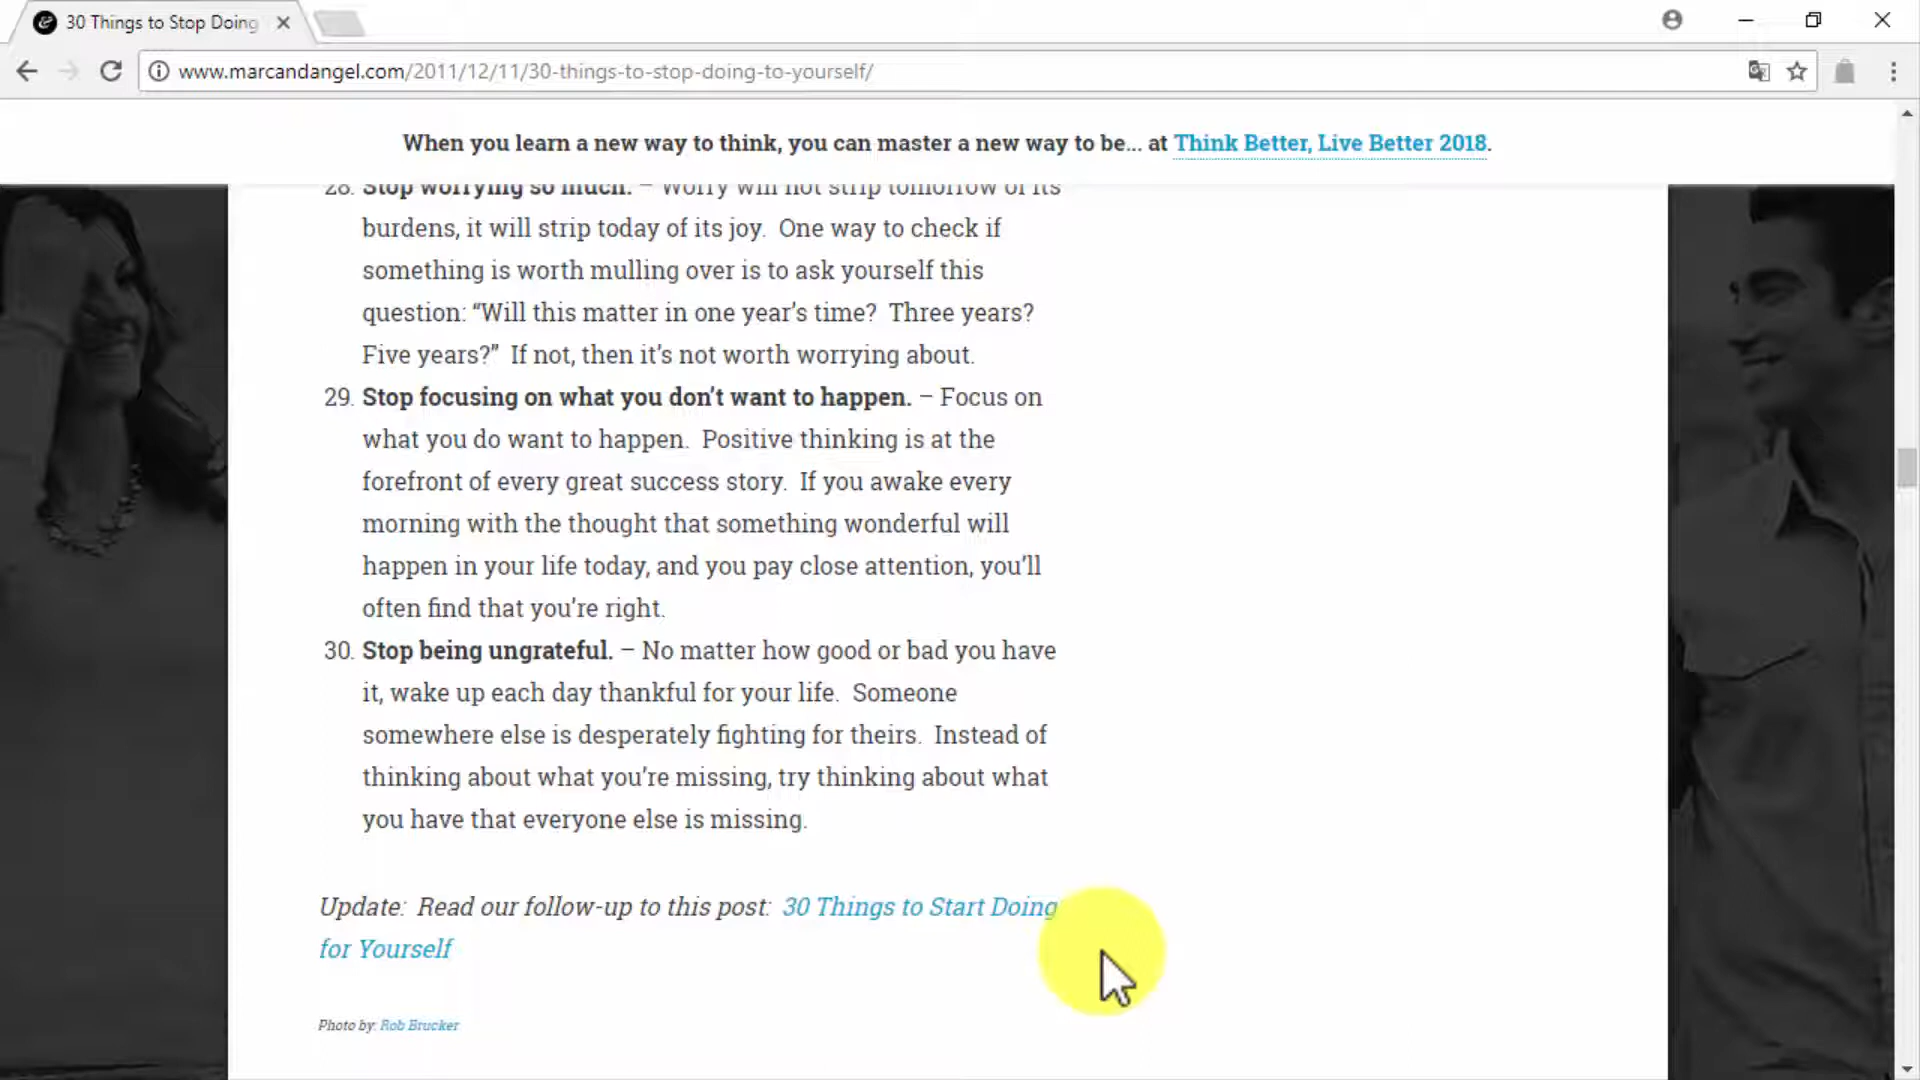 30 Things to Stop Doing
www.marcandangel.com/2011/12/11/30-things-to-stop-doing-to-yourself/
When you learn a new way to think, you can master a new way to be... at Think Better, Live Better 2018.
28. Stop worrying so much. – Worry will not strip tomorrow of its
burdens, it will strip today of its joy.  One way to check if
something is worth mulling over is to ask yourself this
question: “Will this matter in one year’s time?  Three years?
Five years?”  If not, then it’s not worth worrying about.
29. Stop focusing on what you don’t want to happen. – Focus on
what you do want to happen.  Positive thinking is at the
forefront of every great success story.  If you awake every
morning with the thought that something wonderful will
happen in your life today, and you pay close attention, you’ll
often find that you’re right.
30. Stop being ungrateful. – No matter how good or bad you have
it, wake up each day thankful for your life.  Someone
somewhere else is desperately fighting for theirs.  Instead of
thinking about what you’re missing, try thinking about what
you have that everyone else is missing.
Update:  Read our follow-up to this post:  30 Things to Start Doing
for Yourself
Photo by: Rob Brucker